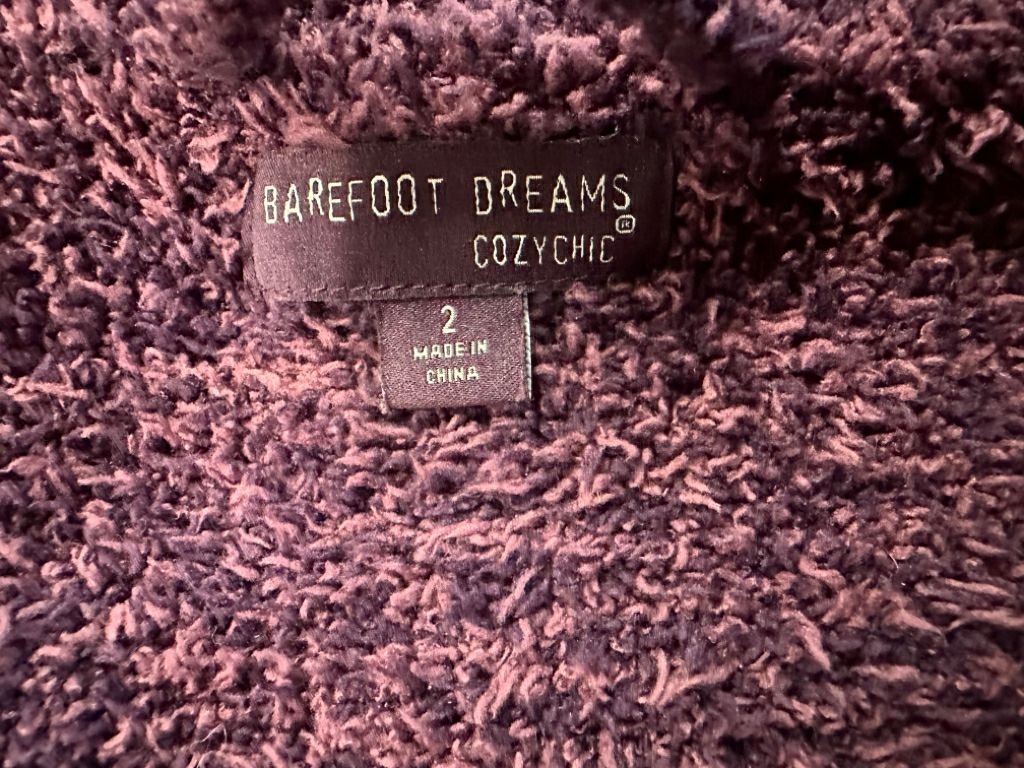 BAREFOOT DREAMS
COZYCHIC®
2
MADE IN
CHINA